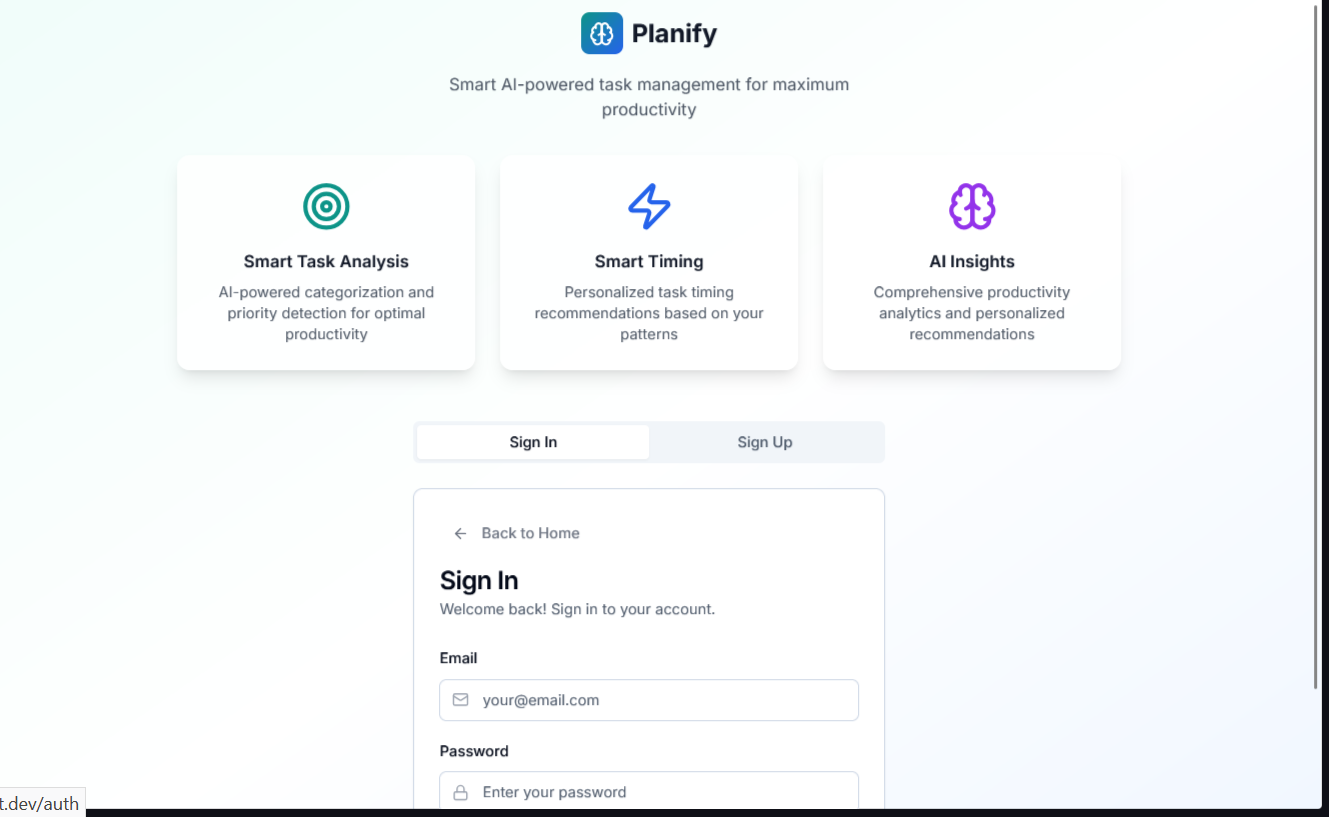 Planify
Smart AI-powered task management for maximum
productivity
Smart Task Analysis
AI-powered categorization and
priority detection for optimal
productivity
Smart Timing
Personalized task timing
recommendations based on your
patterns
AI Insights
Comprehensive productivity
analytics and personalized
recommendations
Sign In
Sign Up
Back to Home
Sign In
Welcome back! Sign in to your account.
Email
your@email.com
Password
Enter your password
t.dev/auth